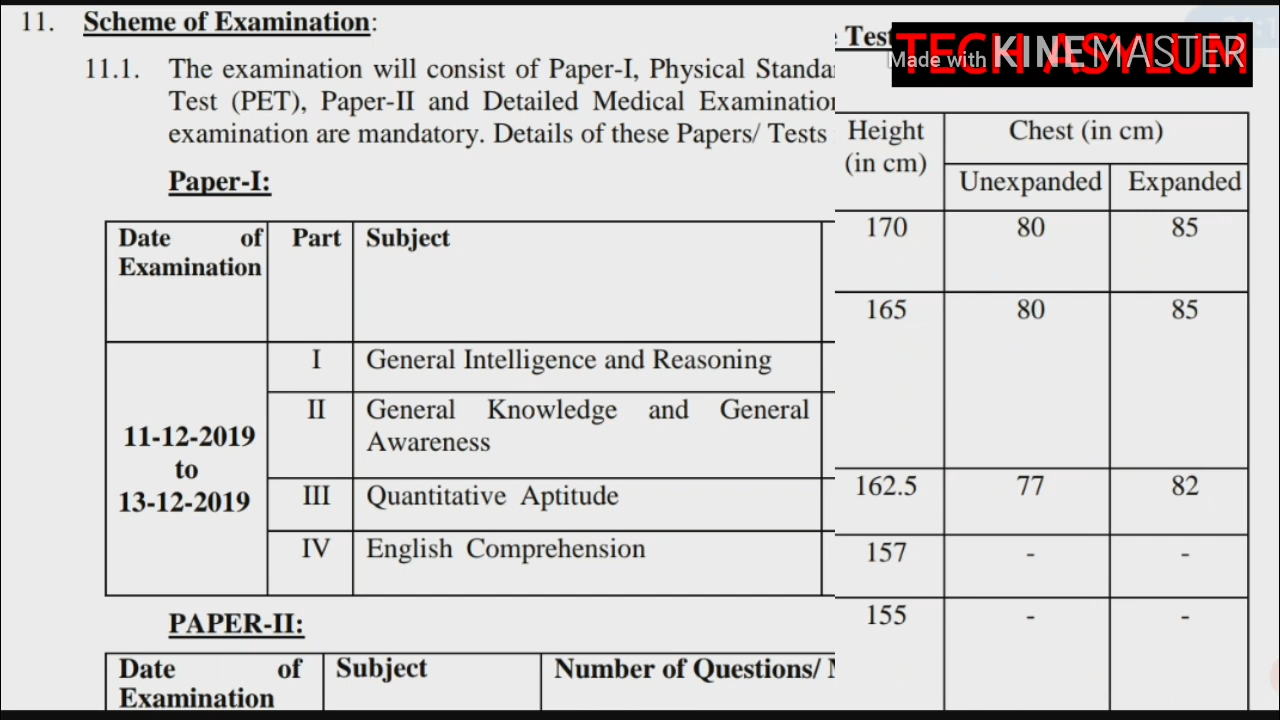 11. Scheme of Examination:
11.1. The examination will consist of Paper-I, Physical Standa
Test (PET), Paper-II and Detailed Medical Examination
examination are mandatory. Details of these Papers/ Tests
Paper-I:
Date of Examination
Part
Subject
11-12-2019
to
13-12-2019
I
General Intelligence and Reasoning
II
General Knowledge and General
Awareness
III
Quantitative Aptitude
IV
English Comprehension
PAPER-II:
Date of Examination
Subject
Number of Questions/
Test
TECH ASYLUM
Made with KINEMASTER
Height
(in cm)
Chest (in cm)
Unexpanded Expanded
170 80 85
165 80 85
162.5 77 82
157 - -
155 - -